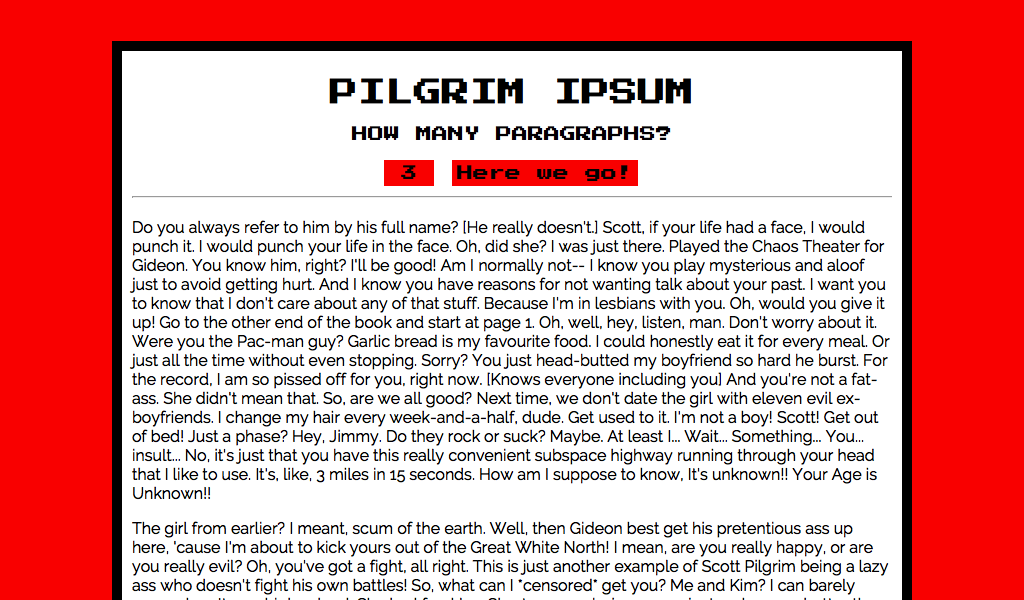 PILGRIM IPSUM
HOW MANY PARAGRAPHS?
3 Here we go!
Do you always refer to him by his full name? [He really doesn't.] Scott, if your life had a face, I would
punch it. I would punch your life in the face. Oh, did she? I was just there. Played the Chaos Theater for
Gideon. You know him, right? I'll be good! Am I normally not-- I know you play mysterious and aloof
just to avoid getting hurt. And I know you have reasons for not wanting talk about your past. I want you
to know that I don't care about any of that stuff. Because I'm in lesbians with you. Oh, would you give it
up! Go to the other end of the book and start at page 1. Oh, well, hey, listen, man. Don't worry about it.
Were you the Pac-man guy? Garlic bread is my favourite food. I could honestly eat it for every meal. Or
just all the time without even stopping. Sorry? You just head-butted my boyfriend so hard he burst. For
the record, I am so pissed off for you, right now. [Knows everyone including you] And you're not a fat-
ass. She didn't mean that. So, are we all good? Next time, we don't date the girl with eleven evil ex-
boyfriends. I change my hair every week-and-a-half, dude. Get used to it. I'm not a boy! Scott! Get out
of bed! Just a phase? Hey, Jimmy. Do they rock or suck? Maybe. At least I... Wait... Something... You...
insult... No, it's just that you have this really convenient subspace highway running through your head
that I like to use. It's, like, 3 miles in 15 seconds. How am I suppose to know, It's unknown!! Your Age is
Unknown!!
The girl from earlier? I meant, scum of the earth. Well, then Gideon best get his pretentious ass up
here, 'cause I'm about to kick yours out of the Great White North! I mean, are you really happy, or are
you really evil? Oh, you've got a fight, all right. This is just another example of Scott Pilgrim being a lazy
ass who doesn't fight his own battles! So, what can I *censored* get you? Me and Kim? I can barely